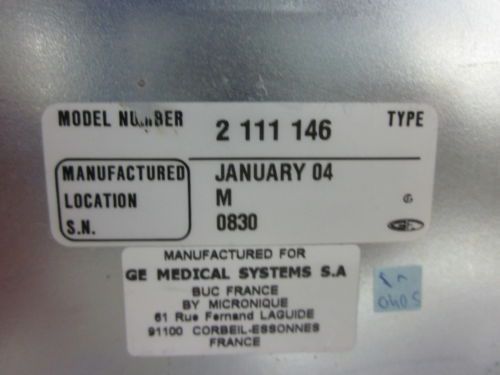 MODEL NUMBER 2 111 146 TYPE
MANUFACTURED JANUARY 04
LOCATION M
S.N. 0830
GE
MANUFACTURED FOR
GE MEDICAL SYSTEMS S.A
BUC FRANCE
BY MICRONIQUE
61 Rue Fernand LAGUIDE
91100 CORBEIL-ESSONNES
FRANCE